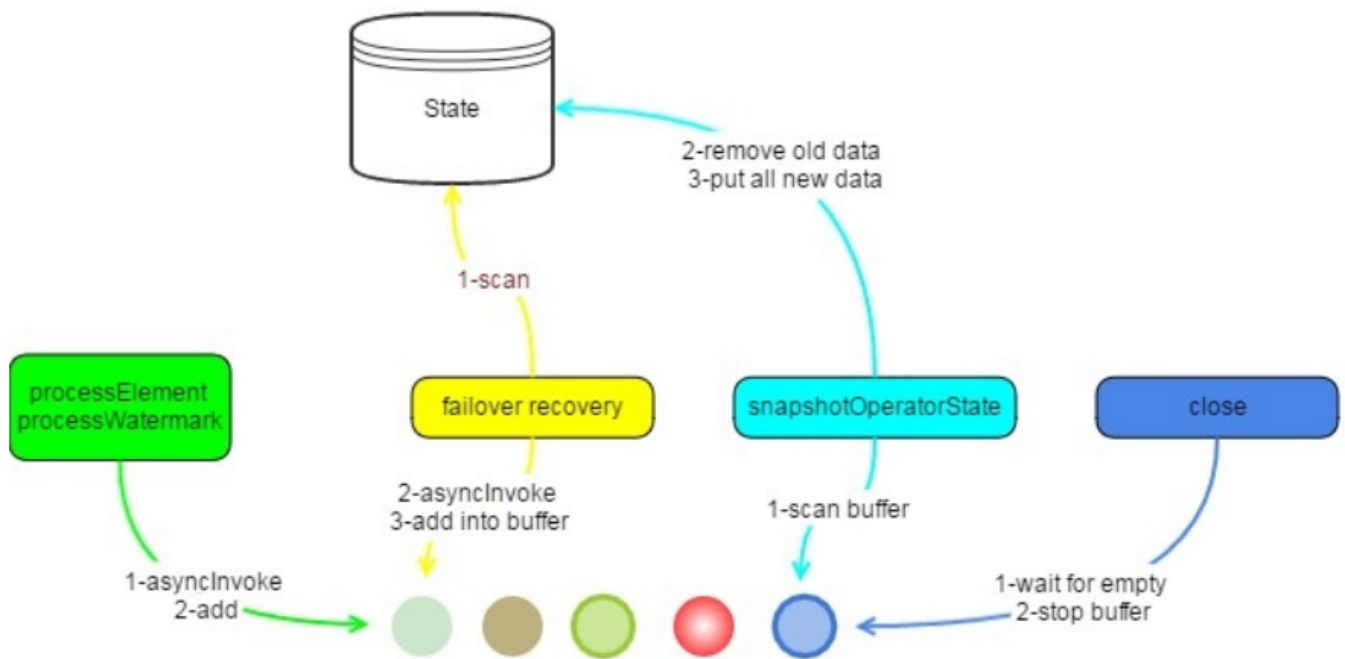 State
2-remove old data
3-put all new data
1-scan
processElement
processWatermark
failover recovery
snapshotOperatorState
close
2-asyncInvoke
3-add into buffer
1-scan buffer
1-asyncInvoke
2-add
1-wait for empty
2-stop buffer